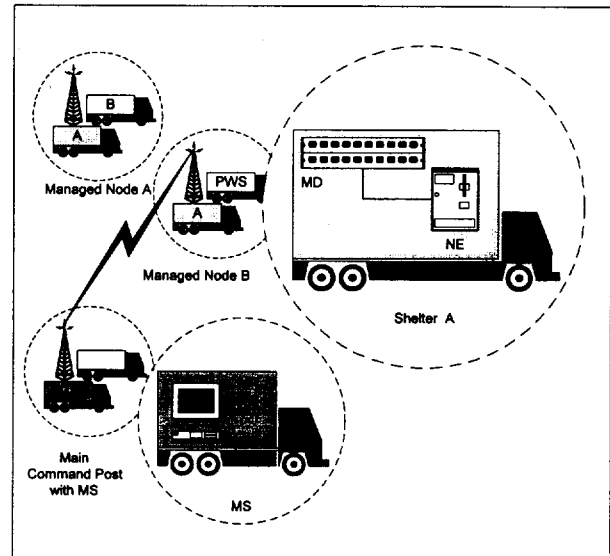 B
A
Managed Node A
PWS
A
Managed Node B
MD
NE
Shelter A
Main
Command Post
with MS
MS